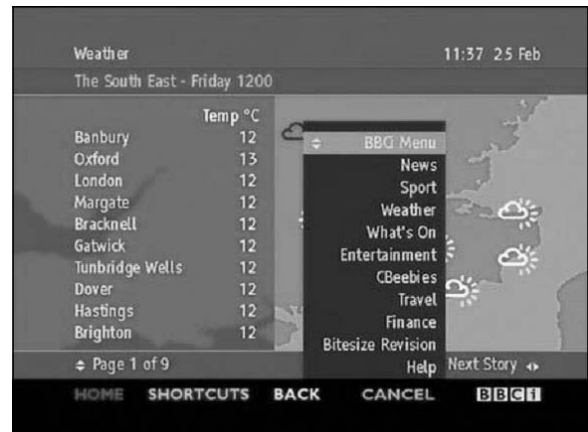 Weather 11:37 25 Feb
The South East - Friday 1200
Temp °C
Banbury 12
Oxford 13
London 12
Margate 12
Bracknell 12
Gatwick 12
Tunbridge Wells 12
Dover 12
Hastings 12
Brighton 12
BBCi Menu
News
Sport
Weather
What's On
Entertainment
CBeebies
Travel
Finance
Bitesize Revision
Help
Page 1 of 9 Next Story
HOME SHORTCUTS BACK CANCEL BBCi